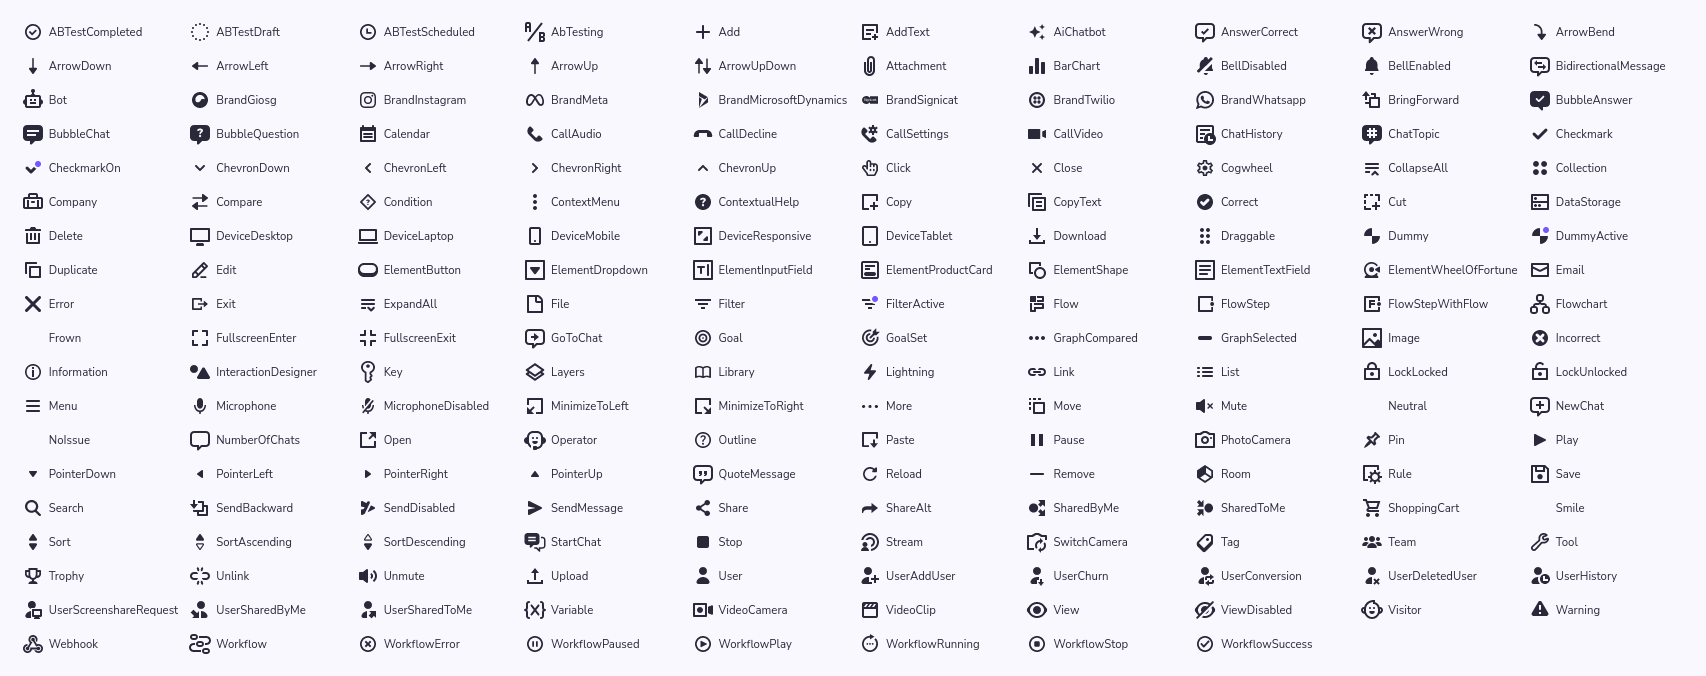 ABTestCompleted ABTestDraft ABTestScheduled AbTesting Add AddText AiChatbot AnswerCorrect AnswerWrong ArrowBend
ArrowDown ArrowLeft ArrowRight ArrowUp ArrowUpDown Attachment BarChart BellDisabled BellEnabled BidirectionalMessage
Bot BrandGiosg BrandInstagram BrandMeta BrandMicrosoftDynamics BrandSignicat BrandTwilio BrandWhatsapp BringForward BubbleAnswer
BubbleChat BubbleQuestion Calendar CallAudio CallDecline CallSettings CallVideo ChatHistory ChatTopic Checkmark
CheckmarkOn ChevronDown ChevronLeft ChevronRight ChevronUp Click Close Cogwheel CollapseAll Collection
Company Compare Condition ContextMenu ContextualHelp Copy CopyText Correct Cut DataStorage
Delete DeviceDesktop DeviceLaptop DeviceMobile DeviceResponsive DeviceTablet Download Draggable Dummy DummyActive
Duplicate Edit ElementButton ElementDropdown ElementInputField ElementProductCard ElementShape ElementTextField ElementWheelOfFortune Email
Error Exit ExpandAll File Filter FilterActive Flow FlowStep FlowStepWithFlow Flowchart
Frown FullscreenEnter FullscreenExit GoToChat Goal GoalSet GraphCompared GraphSelected Image Incorrect
Information InteractionDesigner Key Layers Library Lightning Link List LockLocked LockUnlocked
Menu Microphone MicrophoneDisabled MinimizeToLeft MinimizeToRight More Move Mute Neutral NewChat
NoIssue NumberOfChats Open Operator Outline Paste Pause PhotoCamera Pin Play
PointerDown PointerLeft PointerRight PointerUp QuoteMessage Reload Remove Room Rule Save
Search SendBackward SendDisabled SendMessage Share ShareAlt SharedByMe SharedToMe ShoppingCart Smile
Sort SortAscending SortDescending StartChat Stop Stream SwitchCamera Tag Team Tool
Trophy Unlink Unmute Upload User UserAddUser UserChurn UserConversion UserDeletedUser UserHistory
UserScreenshareRequest UserSharedByMe UserSharedToMe Variable VideoCamera VideoClip View ViewDisabled Visitor Warning
Webhook Workflow WorkflowError WorkflowPaused WorkflowPlay WorkflowRunning WorkflowStop WorkflowSuccess